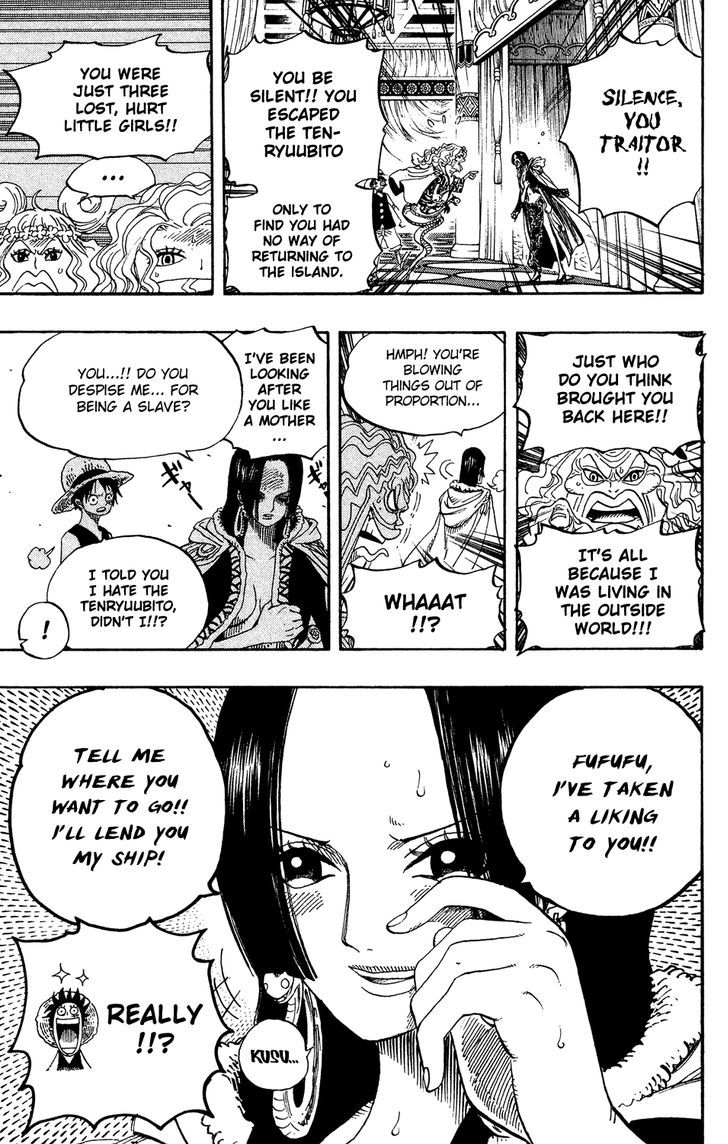 SILENCE,
YOU
TRAITOR
!!
YOU BE
SILENT!! YOU
ESCAPED
THE TEN-
RYUUBITO
ONLY TO
FIND YOU HAD
NO WAY OF
RETURNING TO
THE ISLAND.
YOU WERE
JUST THREE
LOST, HURT
LITTLE GIRLS!!
...
JUST WHO
DO YOU THINK
BROUGHT YOU
BACK HERE!!
IT'S ALL
BECAUSE I
WAS LIVING IN
THE OUTSIDE
WORLD!!!
HMPH! YOU'RE
BLOWING
THINGS OUT OF
PROPORTION...
WHAAAT
!!?
I'VE BEEN
LOOKING
AFTER
YOU LIKE
A MOTHER
...
YOU...!! DO YOU
DESPISE ME... FOR
BEING A SLAVE?
I TOLD YOU
I HATE THE
TENRYUUBITO,
DIDN'T I!!?
!
FUFUFU,
I'VE TAKEN
A LIKING
TO YOU!!
TELL ME
WHERE YOU
WANT TO GO!!
I'LL LEND YOU
MY SHIP!
KUSU...
REALLY
!!?